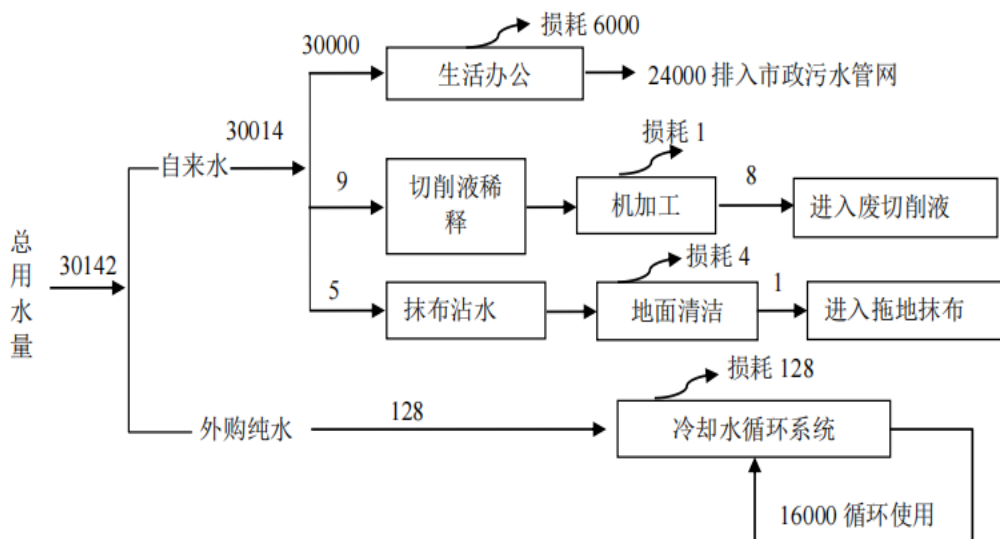 损耗 6000
30000
生活办公
24000 排入市政污水管网
30014
自来水
损耗 1
9
切削液稀
释
机加工
8
进入废切削液
总
用
水
量
30142
损耗 4
5
抹布沾水
地面清洁
1
进入拖地抹布
损耗 128
外购纯水
128
冷却水循环系统
16000 循环使用